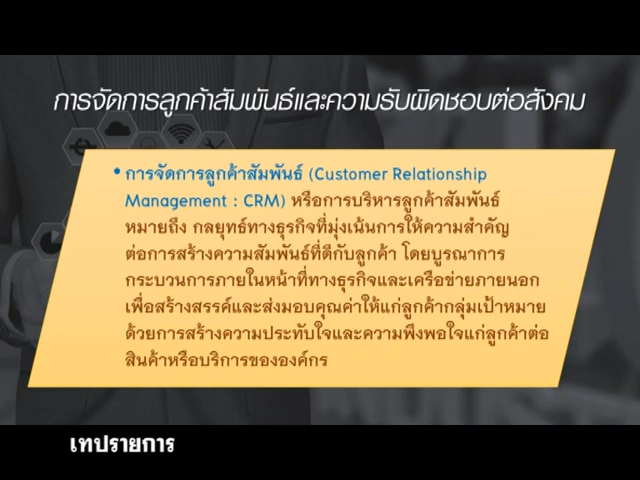 การจัดการลูกค้าสัมพันธ์และความรับผิดชอบต่อสังคม
• การจัดการลูกค้าสัมพันธ์ (Customer Relationship
Management : CRM) หรือการบริหารลูกค้าสัมพันธ์
หมายถึง กลยุทธ์ทางธุรกิจที่มุ่งเน้นการให้ความสำคัญ
ต่อการสร้างความสัมพันธ์ที่ดีกับลูกค้า โดยบูรณาการ
กระบวนการภายในหน้าที่ทางธุรกิจและเครือข่ายภายนอก
เพื่อสร้างสรรค์และส่งมอบคุณค่าให้แก่ลูกค้ากลุ่มเป้าหมาย
ด้วยการสร้างความประทับใจและความพึงพอใจแก่ลูกค้าต่อ
สินค้าหรือบริการขององค์กร
เทปรายการ